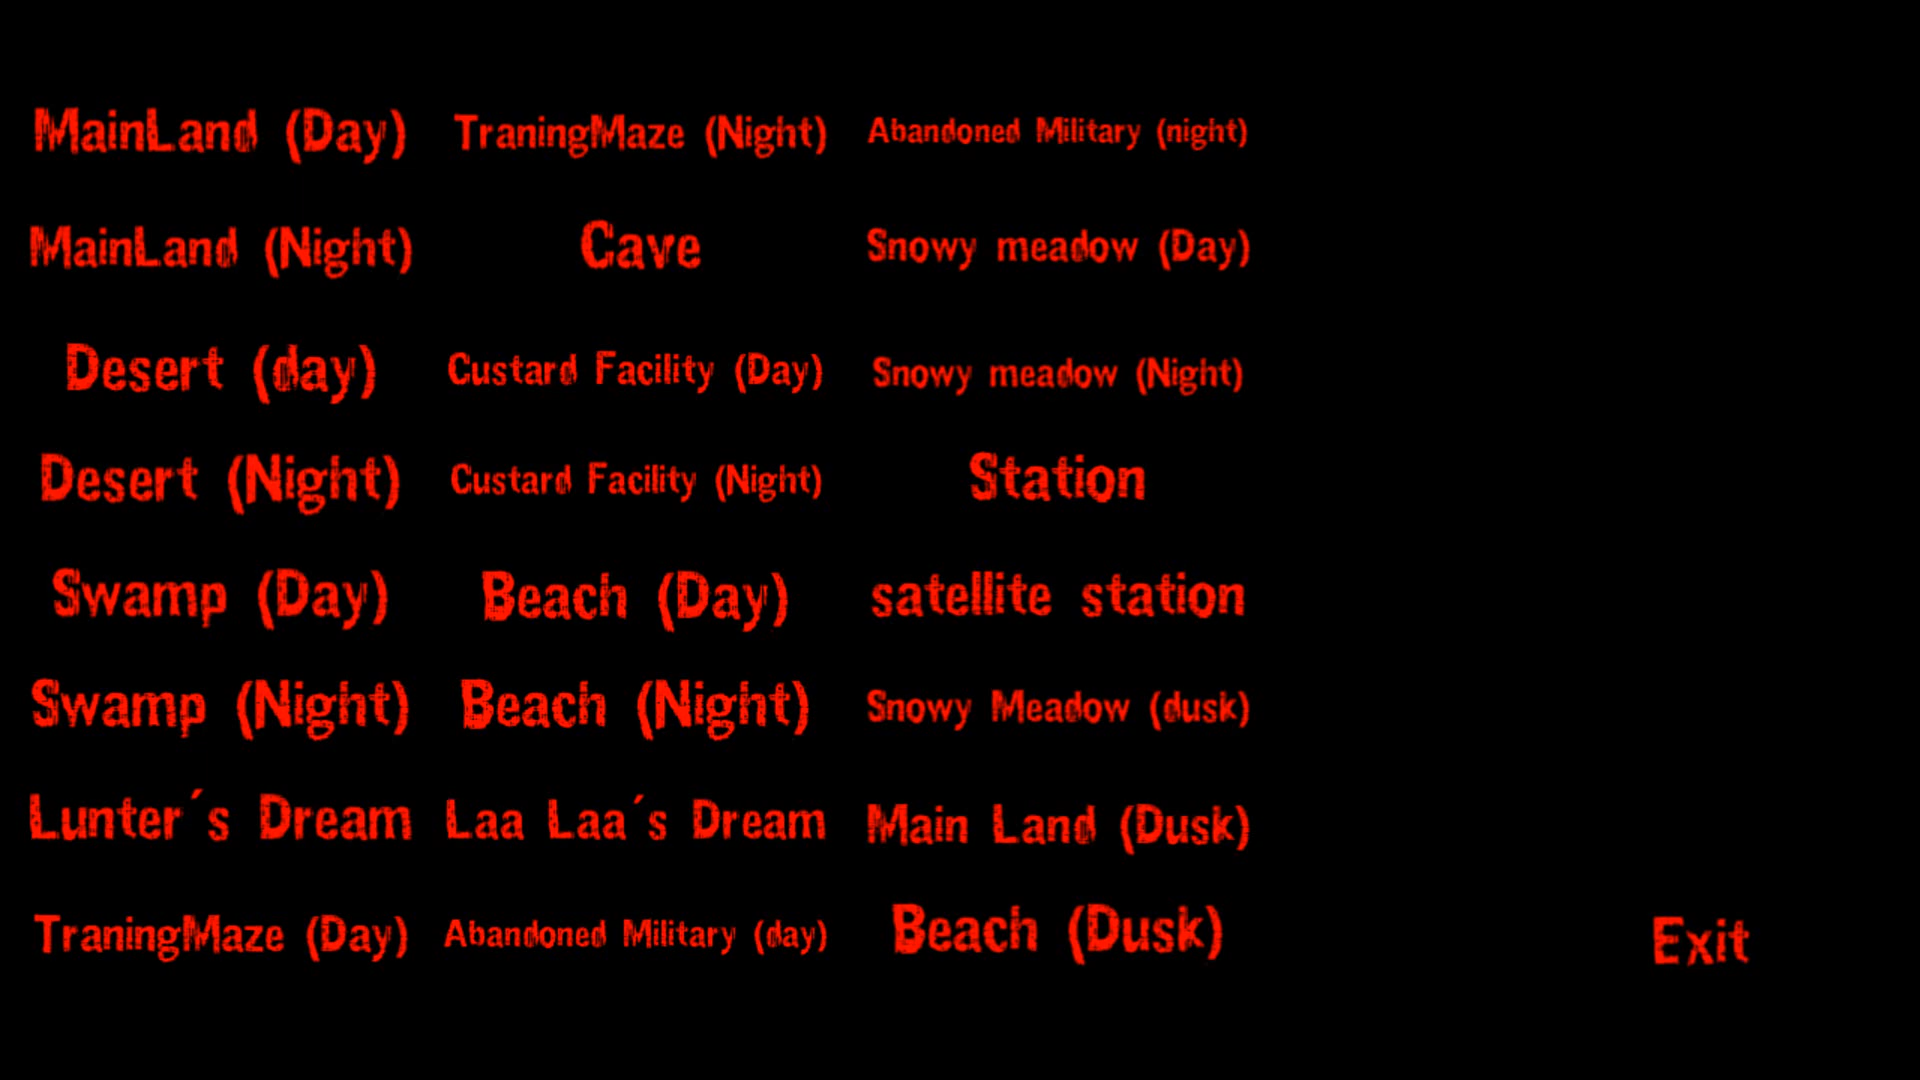 MainLand (Day)
TraningMaze (Night)
Abandoned Military (night)
MainLand (Night)
Cave
Snowy meadow (Day)
Desert (day)
Custard Facility (Day)
Snowy meadow (Night)
Desert (Night)
Custard Facility (Night)
Station
Swamp (Day)
Beach (Day)
satellite station
Swamp (Night)
Beach (Night)
Snowy Meadow (dusk)
Lunter´s Dream
Laa Laa´s Dream
Main Land (Dusk)
TraningMaze (Day)
Abandoned Military (day)
Beach (Dusk)
Exit